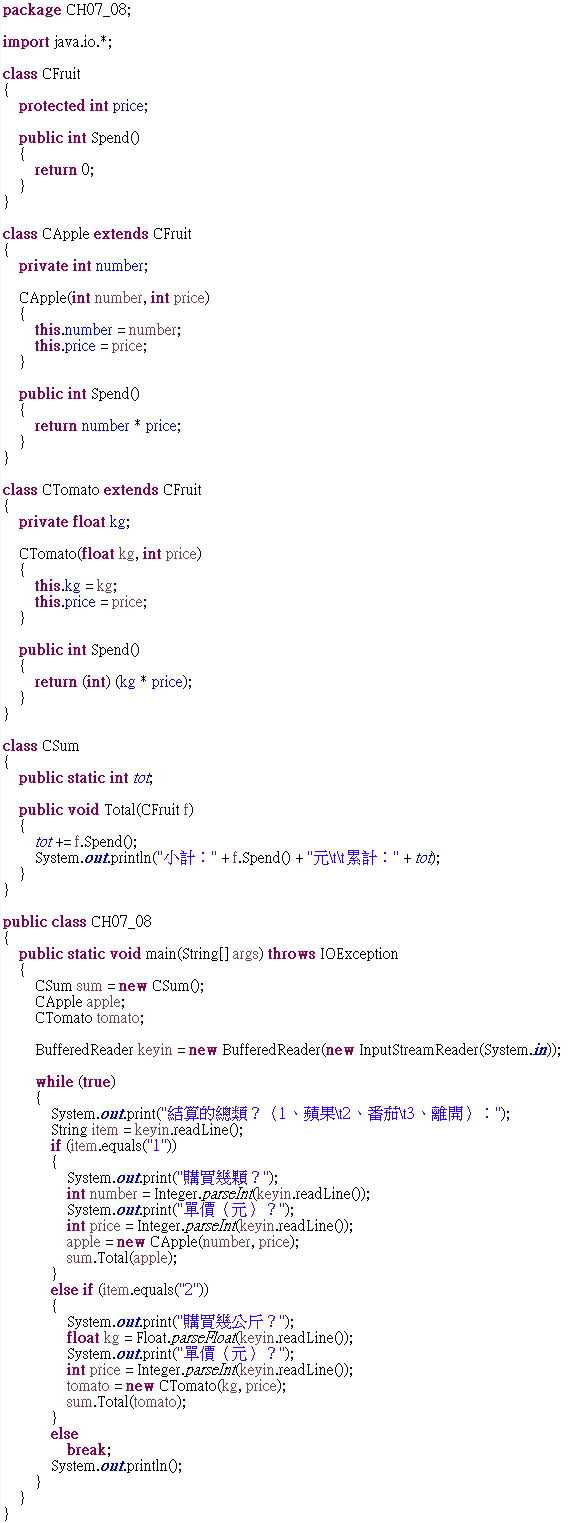 package CH07_08;
import java.io.*;
class CFruit
{
protected int price;
public int Spend()
{
return 0;
}
}
class CApple extends CFruit
{
private int number;
CApple(int number, int price)
{
this.number = number;
this.price = price;
}
public int Spend()
{
return number * price;
}
}
class CTomato extends CFruit
{
private float kg;
CTomato(float kg, int price)
{
this.kg = kg;
this.price = price;
}
public int Spend()
{
return (int) (kg * price);
}
}
class CSum
{
public static int tot;
public void Total(CFruit f)
{
tot += f.Spend();
System.out.println("小計：" + f.Spend() + "元\t\t累計：" + tot);
}
}
public class CH07_08
{
public static void main(String[] args) throws IOException
{
CSum sum = new CSum();
CApple apple;
CTomato tomato;
BufferedReader keyin = new BufferedReader(new InputStreamReader(System.in));
while (true)
{
System.out.print("結算的總類？（1、蘋果\t2、番茄\t3、離開）：");
String item = keyin.readLine();
if (item.equals("1"))
{
System.out.print("購買幾顆？");
int number = Integer.parseInt(keyin.readLine());
System.out.print("單價（元）？");
int price = Integer.parseInt(keyin.readLine());
apple = new CApple(number, price);
sum.Total(apple);
}
else if (item.equals("2"))
{
System.out.print("購買幾公斤？");
float kg = Float.parseFloat(keyin.readLine());
System.out.print("單價（元）？");
int price = Integer.parseInt(keyin.readLine());
tomato = new CTomato(kg, price);
sum.Total(tomato);
}
else
break;
System.out.println();
}
}
}